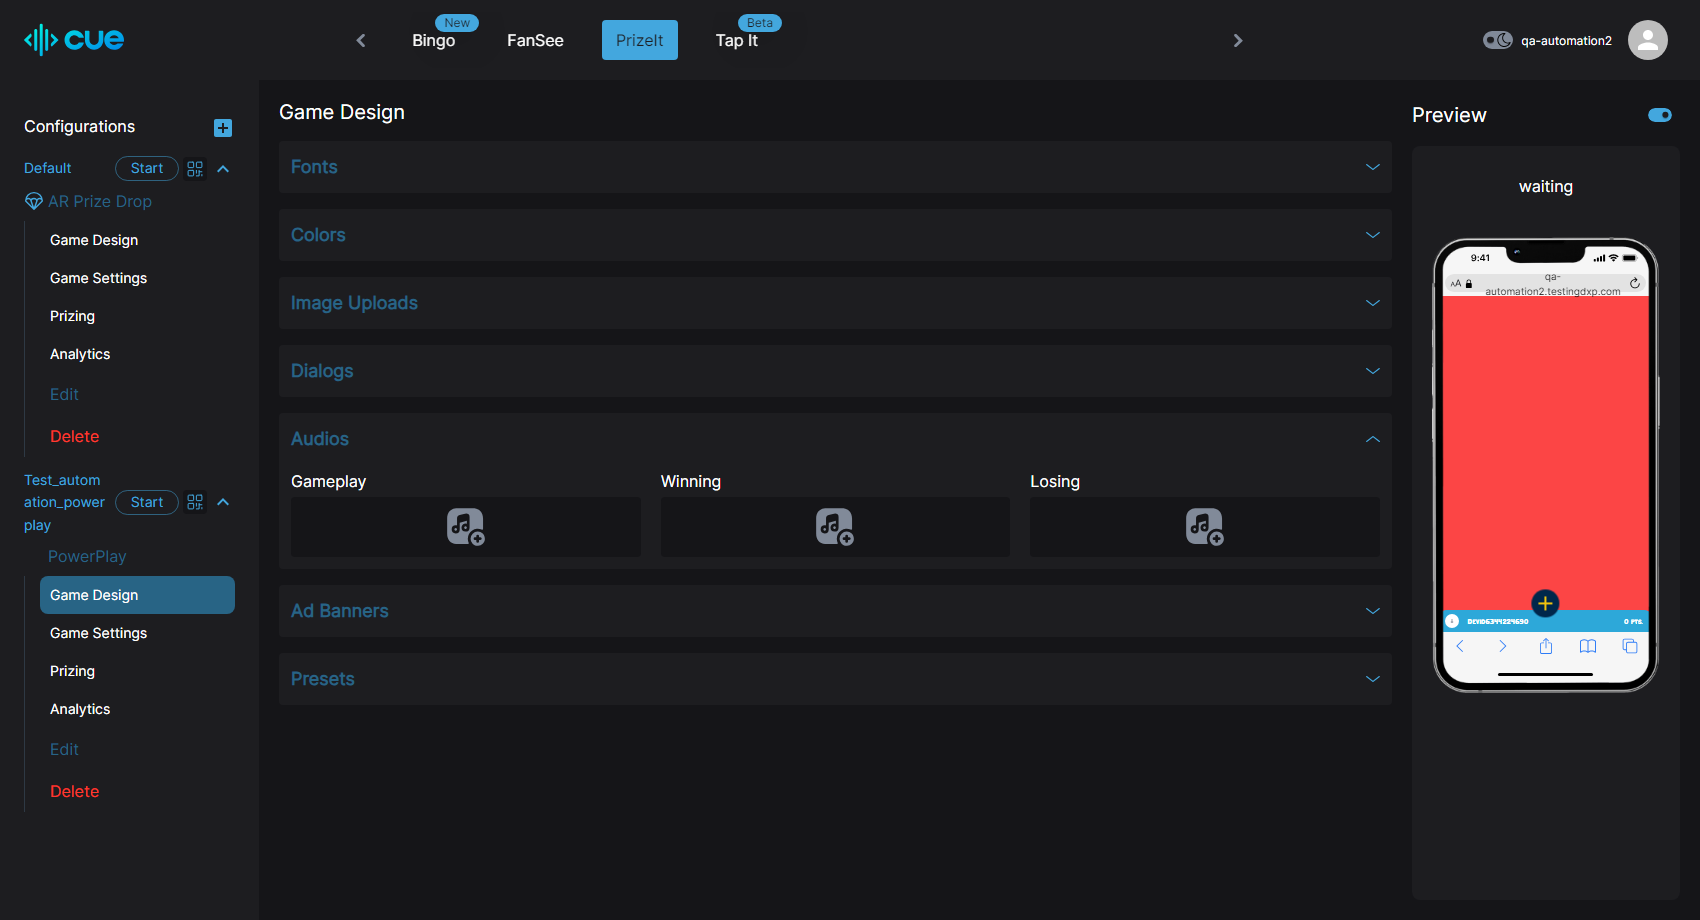 cue
New
Beta
Bingo
FanSee
PrizeIt
Tap It
qa-automation2
Configurations
Default
Start
AR Prize Drop
Game Design
Game Settings
Prizing
Analytics
Edit
Delete
Test_autom
ation_power
play
Start
PowerPlay
Game Design
Game Settings
Prizing
Analytics
Edit
Delete
Game Design
Fonts
Colors
Image Uploads
Dialogs
Audios
Gameplay
Winning
Losing
Ad Banners
Presets
Preview
waiting
9:41
AA
qa-
automation2.testingdxp.com
0 PTS.